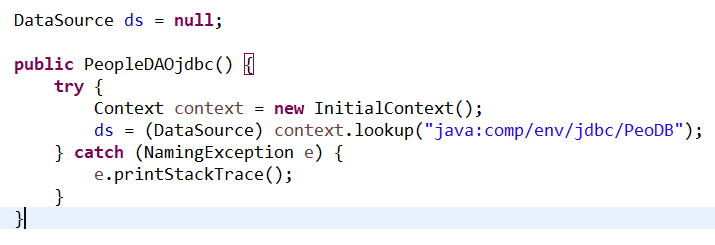 DataSource ds = null;
public PeopleDAOjdbc() {
try {
Context context = new InitialContext();
ds = (DataSource) context.lookup("java:comp/env/jdbc/PeoDB");
} catch (NamingException e) {
e.printStackTrace();
}
}